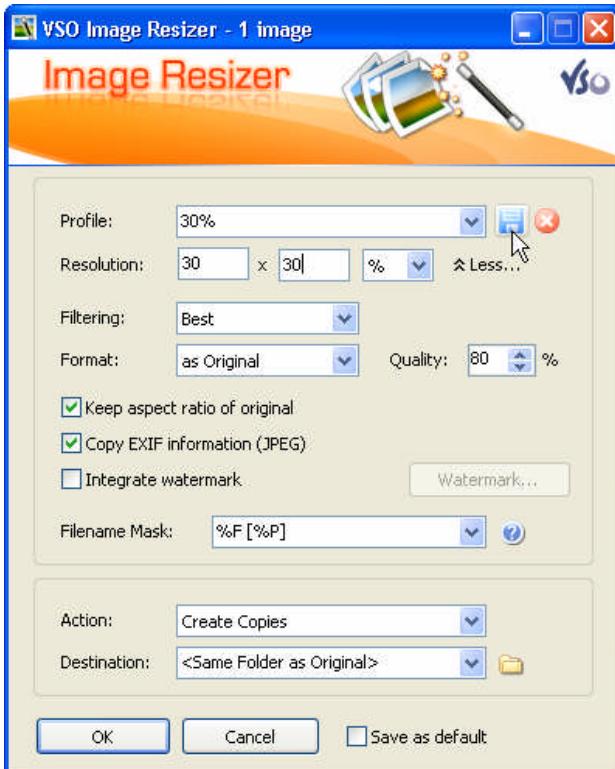 VSO Image Resizer - 1 image
Image Resizer
VSO
Profile: 30%
Resolution: 30 x 30 % Less...
Filtering: Best
Format: as Original Quality: 80 %
Keep aspect ratio of original
Copy EXIF information (JPEG)
Integrate watermark Watermark...
Filename Mask: %F [%P]
Action: Create Copies
Destination: <Same Folder as Original>
OK Cancel Save as default